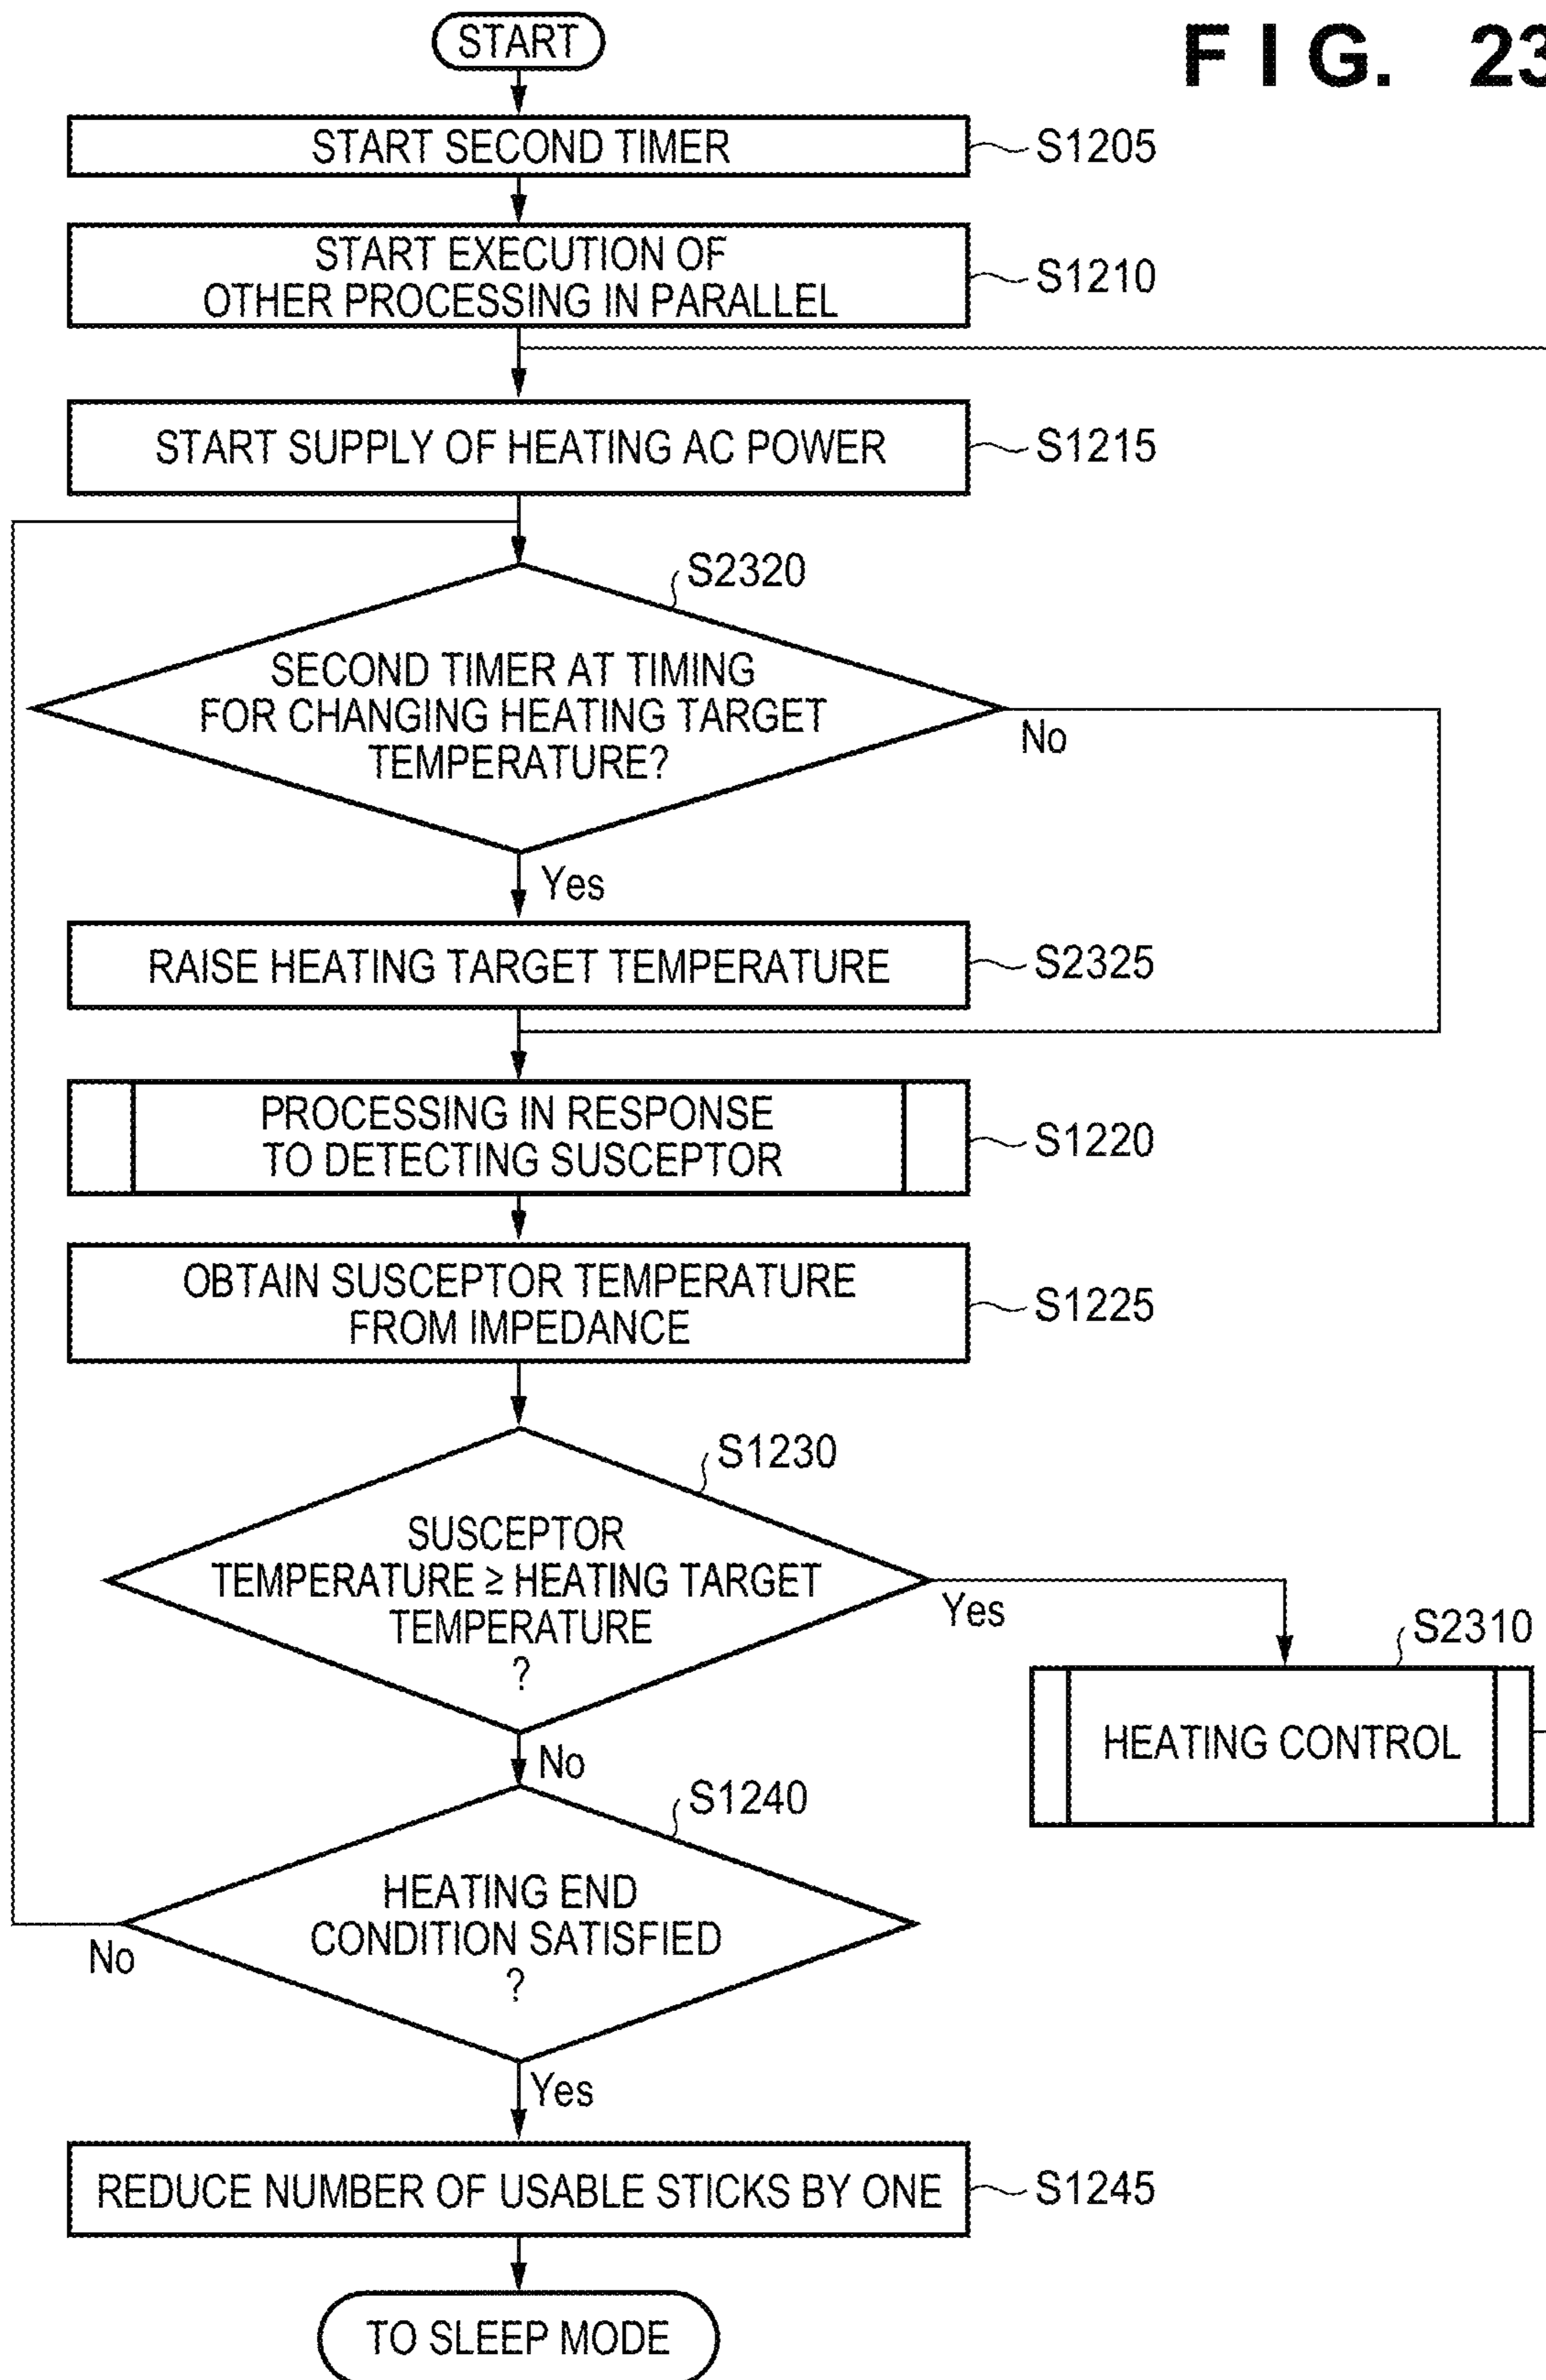 START
FIG. 23
START SECOND TIMER
S1205
START EXECUTION OF
OTHER PROCESSING IN PARALLEL
S1210
START SUPPLY OF HEATING AC POWER
S1215
S2320
SECOND TIMER AT TIMING
FOR CHANGING HEATING TARGET
TEMPERATURE?
No
Yes
RAISE HEATING TARGET TEMPERATURE
S2325
PROCESSING IN RESPONSE
TO DETECTING SUSCEPTOR
S1220
OBTAIN SUSCEPTOR TEMPERATURE
FROM IMPEDANCE
S1225
S1230
SUSCEPTOR
TEMPERATURE ≧ HEATING TARGET
TEMPERATURE
?
Yes
S2310
HEATING CONTROL
No
S1240
HEATING END
CONDITION SATISFIED
?
No
Yes
REDUCE NUMBER OF USABLE STICKS BY ONE
S1245
TO SLEEP MODE